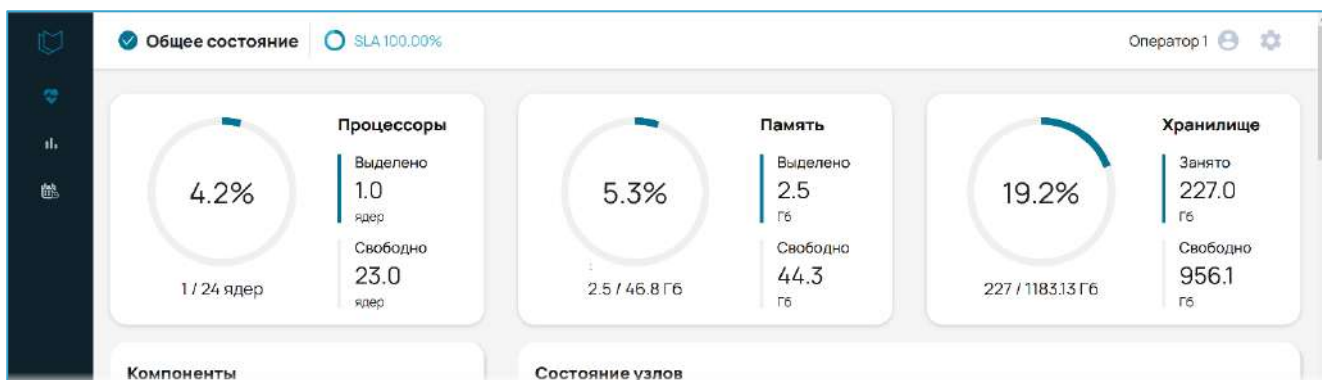 Общее состояние
SLA 100.00%
Оператор 1
4.2%
1 / 24 ядер
Процессоры
Выделено
1.0
ядер
Свободно
23.0
ядер
5.3%
2.5 / 46.8 Гб
Память
Выделено
2.5
Гб
Свободно
44.3
Гб
19.2%
227 / 1183.13 Гб
Хранилище
Занято
227.0
Гб
Свободно
956.1
Гб
Компоненты
Состояние узлов